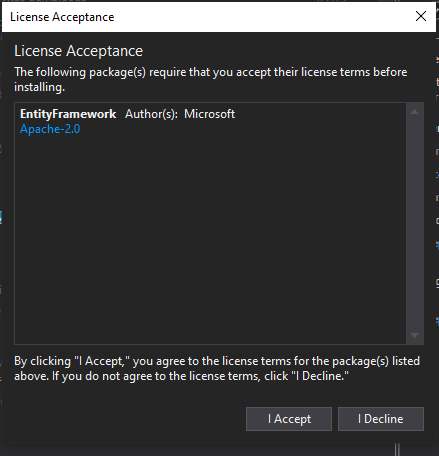 License Acceptance
License Acceptance
The following package(s) require that you accept their license terms before
installing.
EntityFramework Author(s): Microsoft
Apache-2.0
By clicking "I Accept," you agree to the license terms for the package(s) listed
above. If you do not agree to the license terms, click "I Decline."
I Accept I Decline